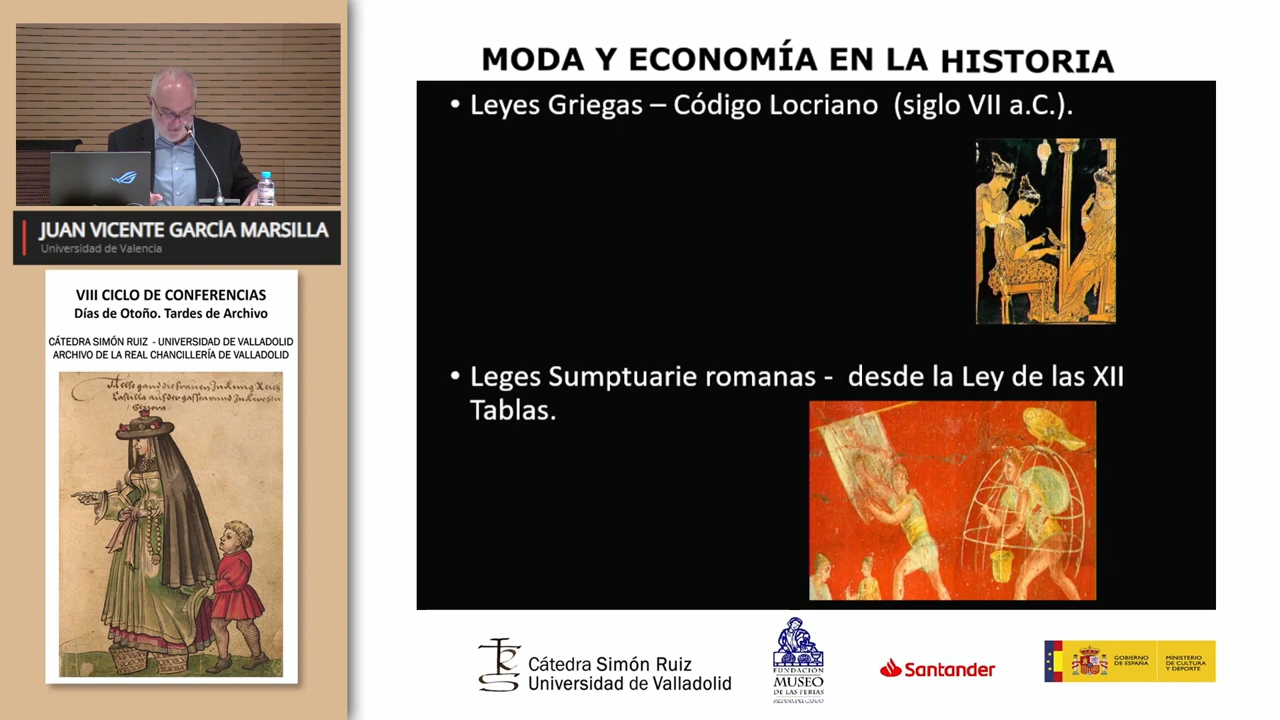 MODA Y ECONOMÍA EN LA HISTORIA
• Leyes Griegas – Código Locriano (siglo VII a.C.).
• Leges Sumptuarie romanas - desde la Ley de las XII
Tablas.
JUAN VICENTE GARCÍA MARSILLA
Universidad de Valencia
VIII CICLO DE CONFERENCIAS
Días de Otoño. Tardes de Archivo
CÁTEDRA SIMÓN RUIZ - UNIVERSIDAD DE VALLADOLID
ARCHIVO DE LA REAL CHANCILLERÍA DE VALLADOLID
Cátedra Simón Ruiz
Universidad de Valladolid
FUNDACIÓN
MUSEO
DE LAS FERIAS
MEDINA DEL CAMPO
Santander
GOBIERNO
DE ESPAÑA
MINISTERIO
DE CULTURA
Y DEPORTE